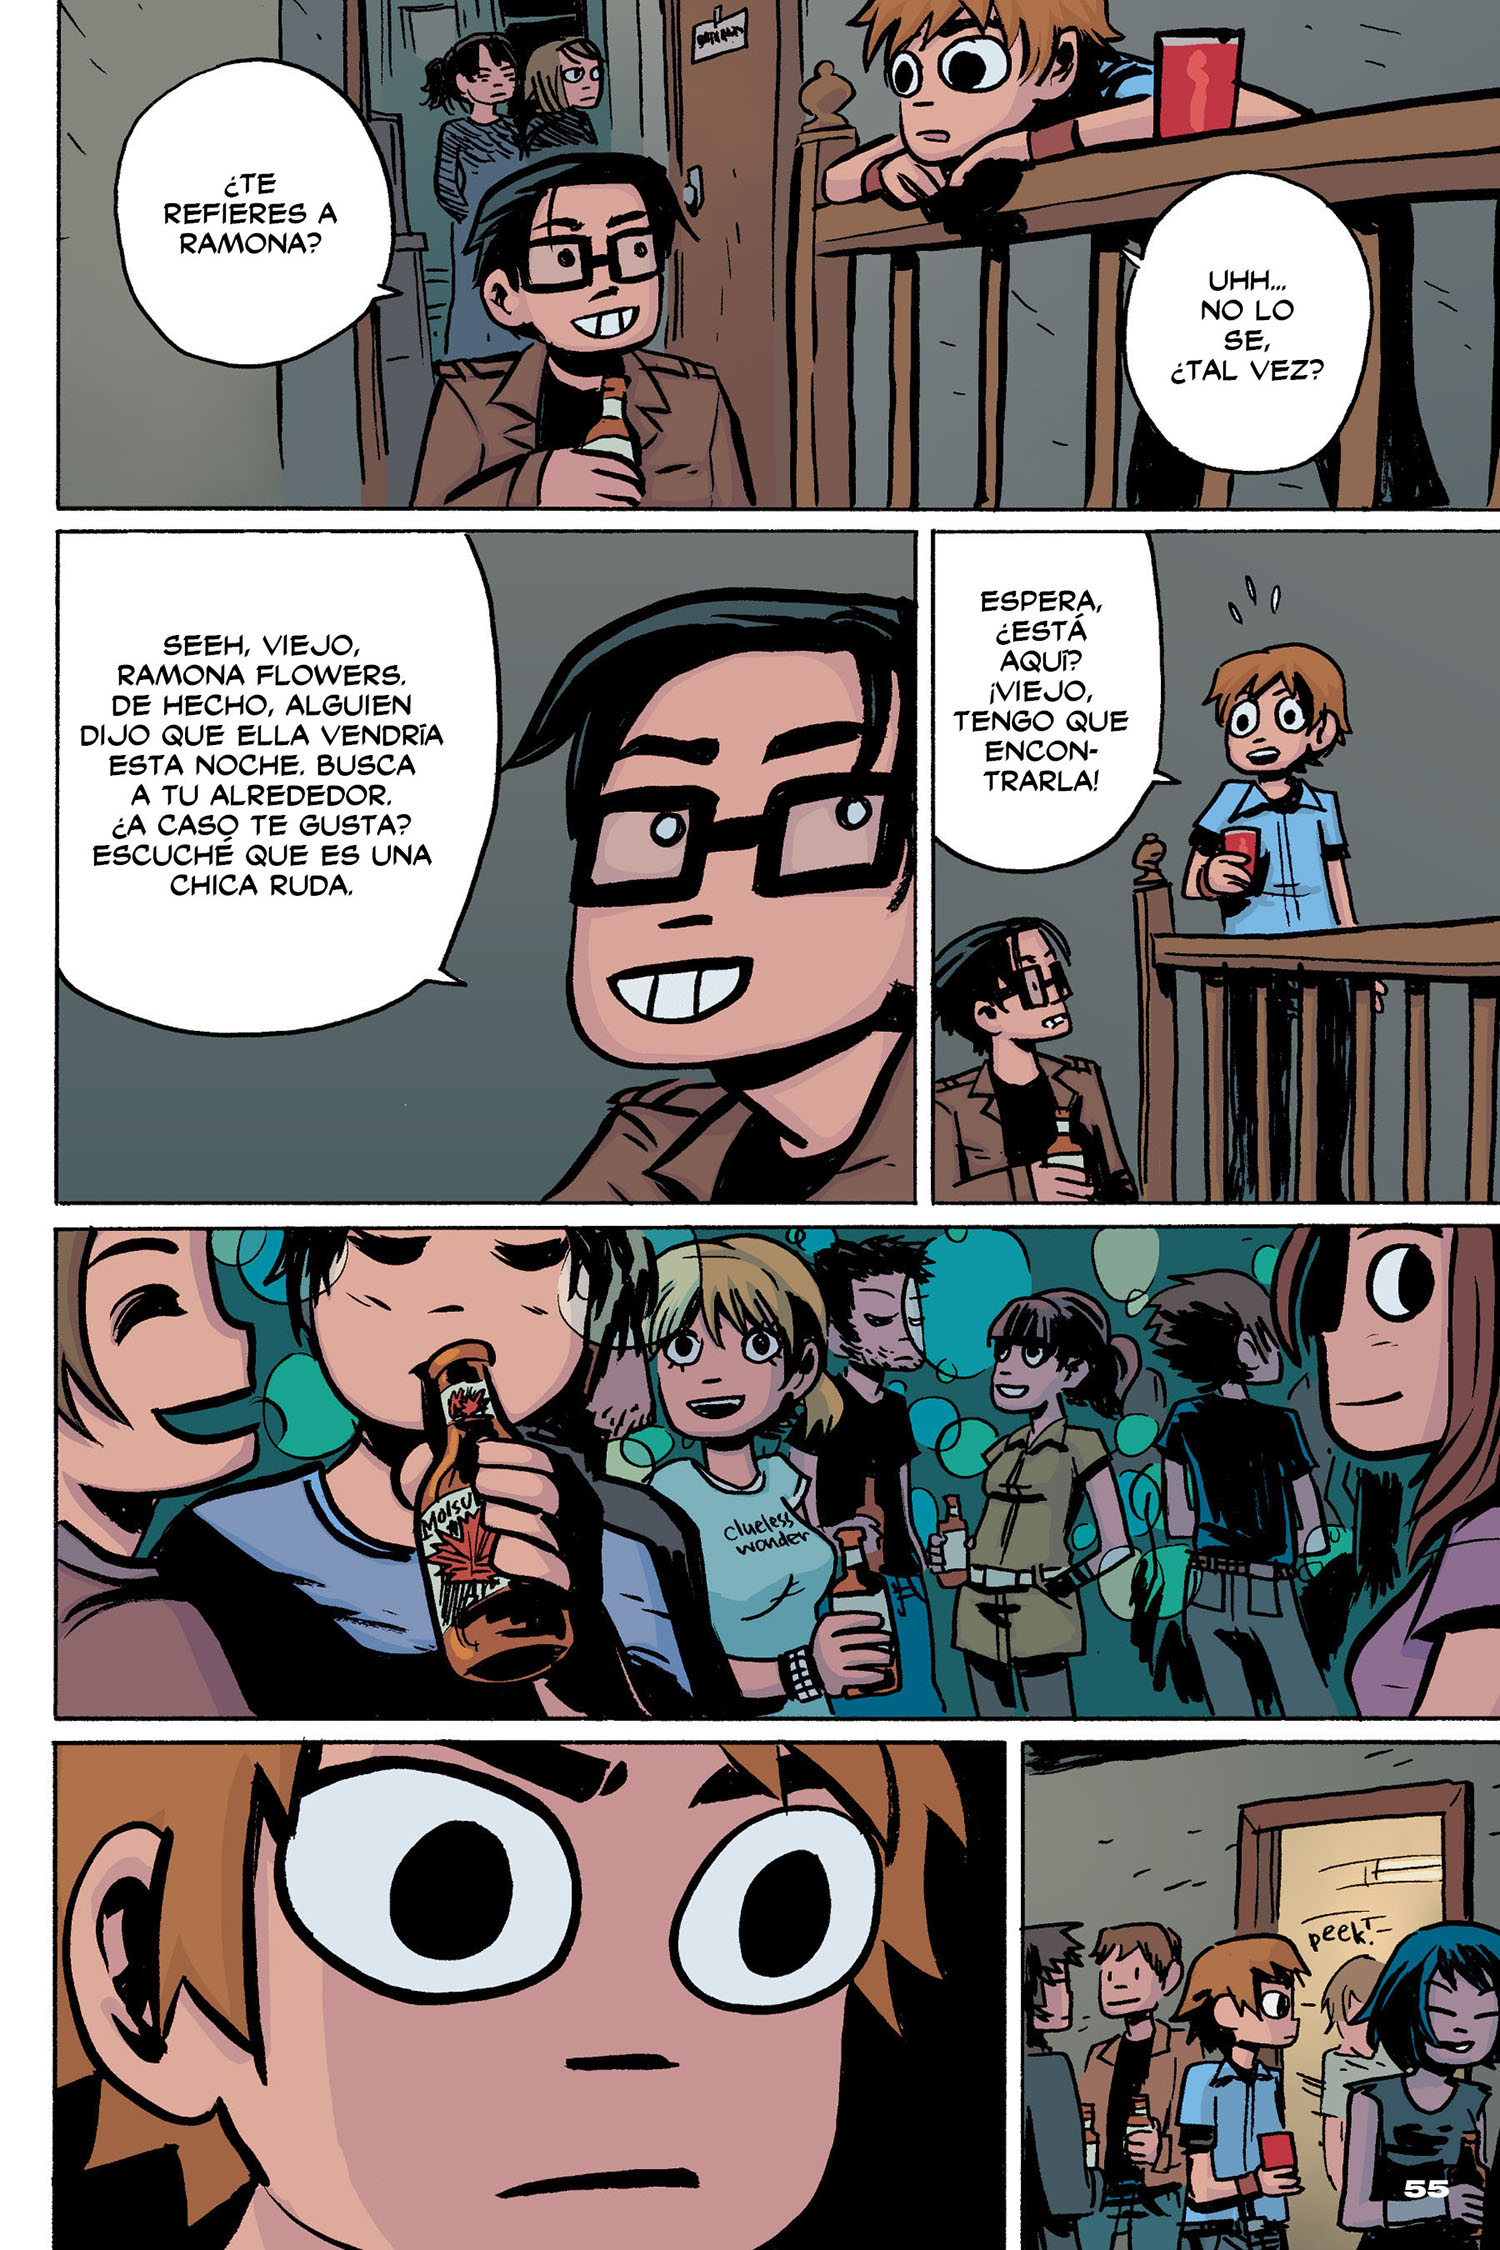 ¿TE
REFIERES A
RAMONA?
UHH...
NO LO
SE,
¿TAL VEZ?
SEEH, VIEJO,
RAMONA FLOWERS.
DE HECHO, ALGUIEN
DIJO QUE ELLA VENDRÍA
ESTA NOCHE. BUSCA
A TU ALREDEDOR.
¿A CASO TE GUSTA?
ESCUCHÉ QUE ES UNA
CHICA RUDA.
ESPERA,
¿ESTÁ
AQUÍ?
¡VIEJO,
TENGO QUE
ENCON-
TRARLA!
clueless
wonder
peek!
55